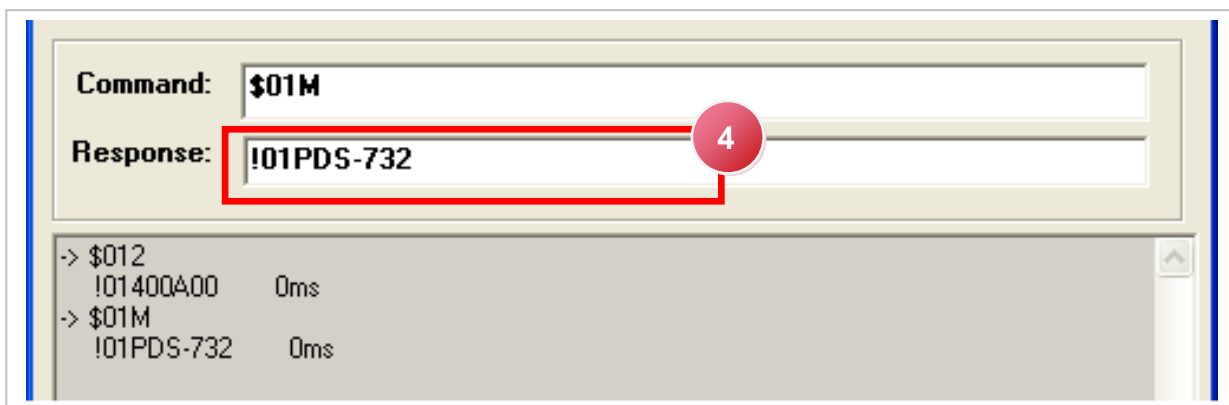 Command: $01M
4
Response: !01PDS-732
-> $012
!01400A00 0ms
-> $01M
!01PDS-732 0ms